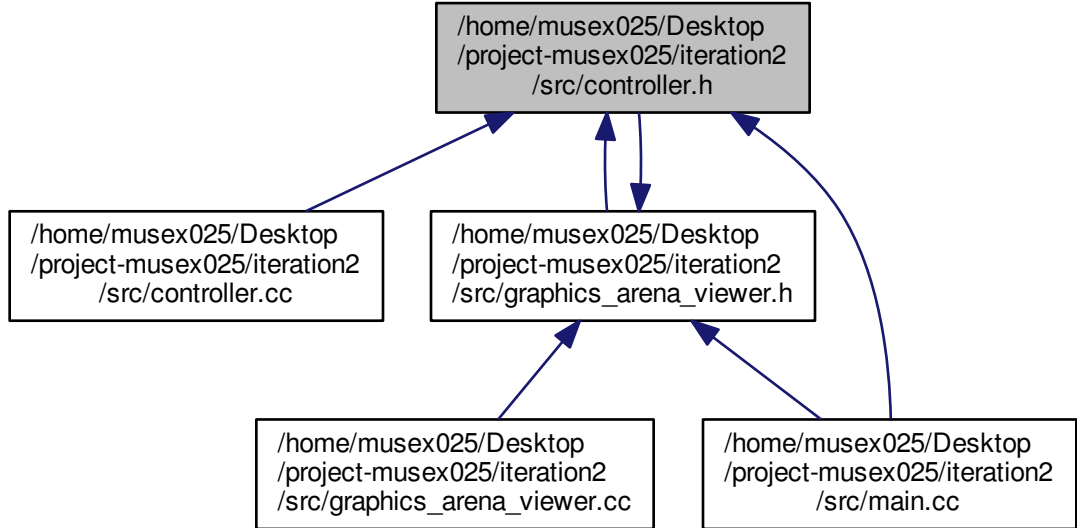 /home/musex025/Desktop
/project-musex025/iteration2
/src/controller.h
/home/musex025/Desktop
/project-musex025/iteration2
/src/controller.cc
/home/musex025/Desktop
/project-musex025/iteration2
/src/graphics_arena_viewer.h
/home/musex025/Desktop
/project-musex025/iteration2
/src/graphics_arena_viewer.cc
/home/musex025/Desktop
/project-musex025/iteration2
/src/main.cc